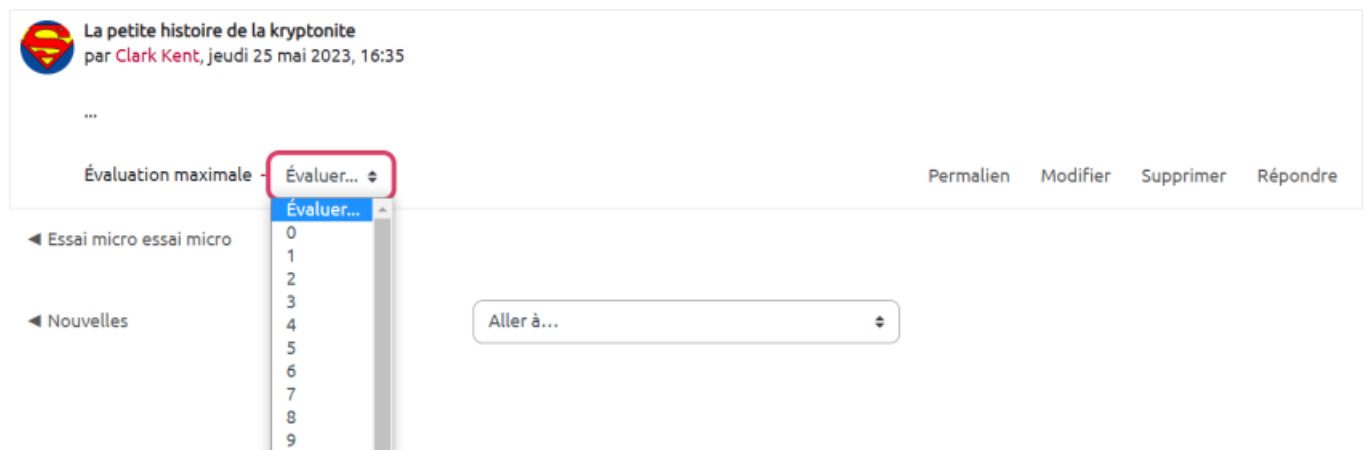 La petite histoire de la kryptonite
par Clark Kent, jeudi 25 mai 2023, 16:35
...
Évaluation maximale - Évaluer... Permalien Modifier Supprimer Répondre
Évaluer...
0
1
2
3
4
5
6
7
8
9
◄ Essai micro essai micro
◄ Nouvelles
Aller à...